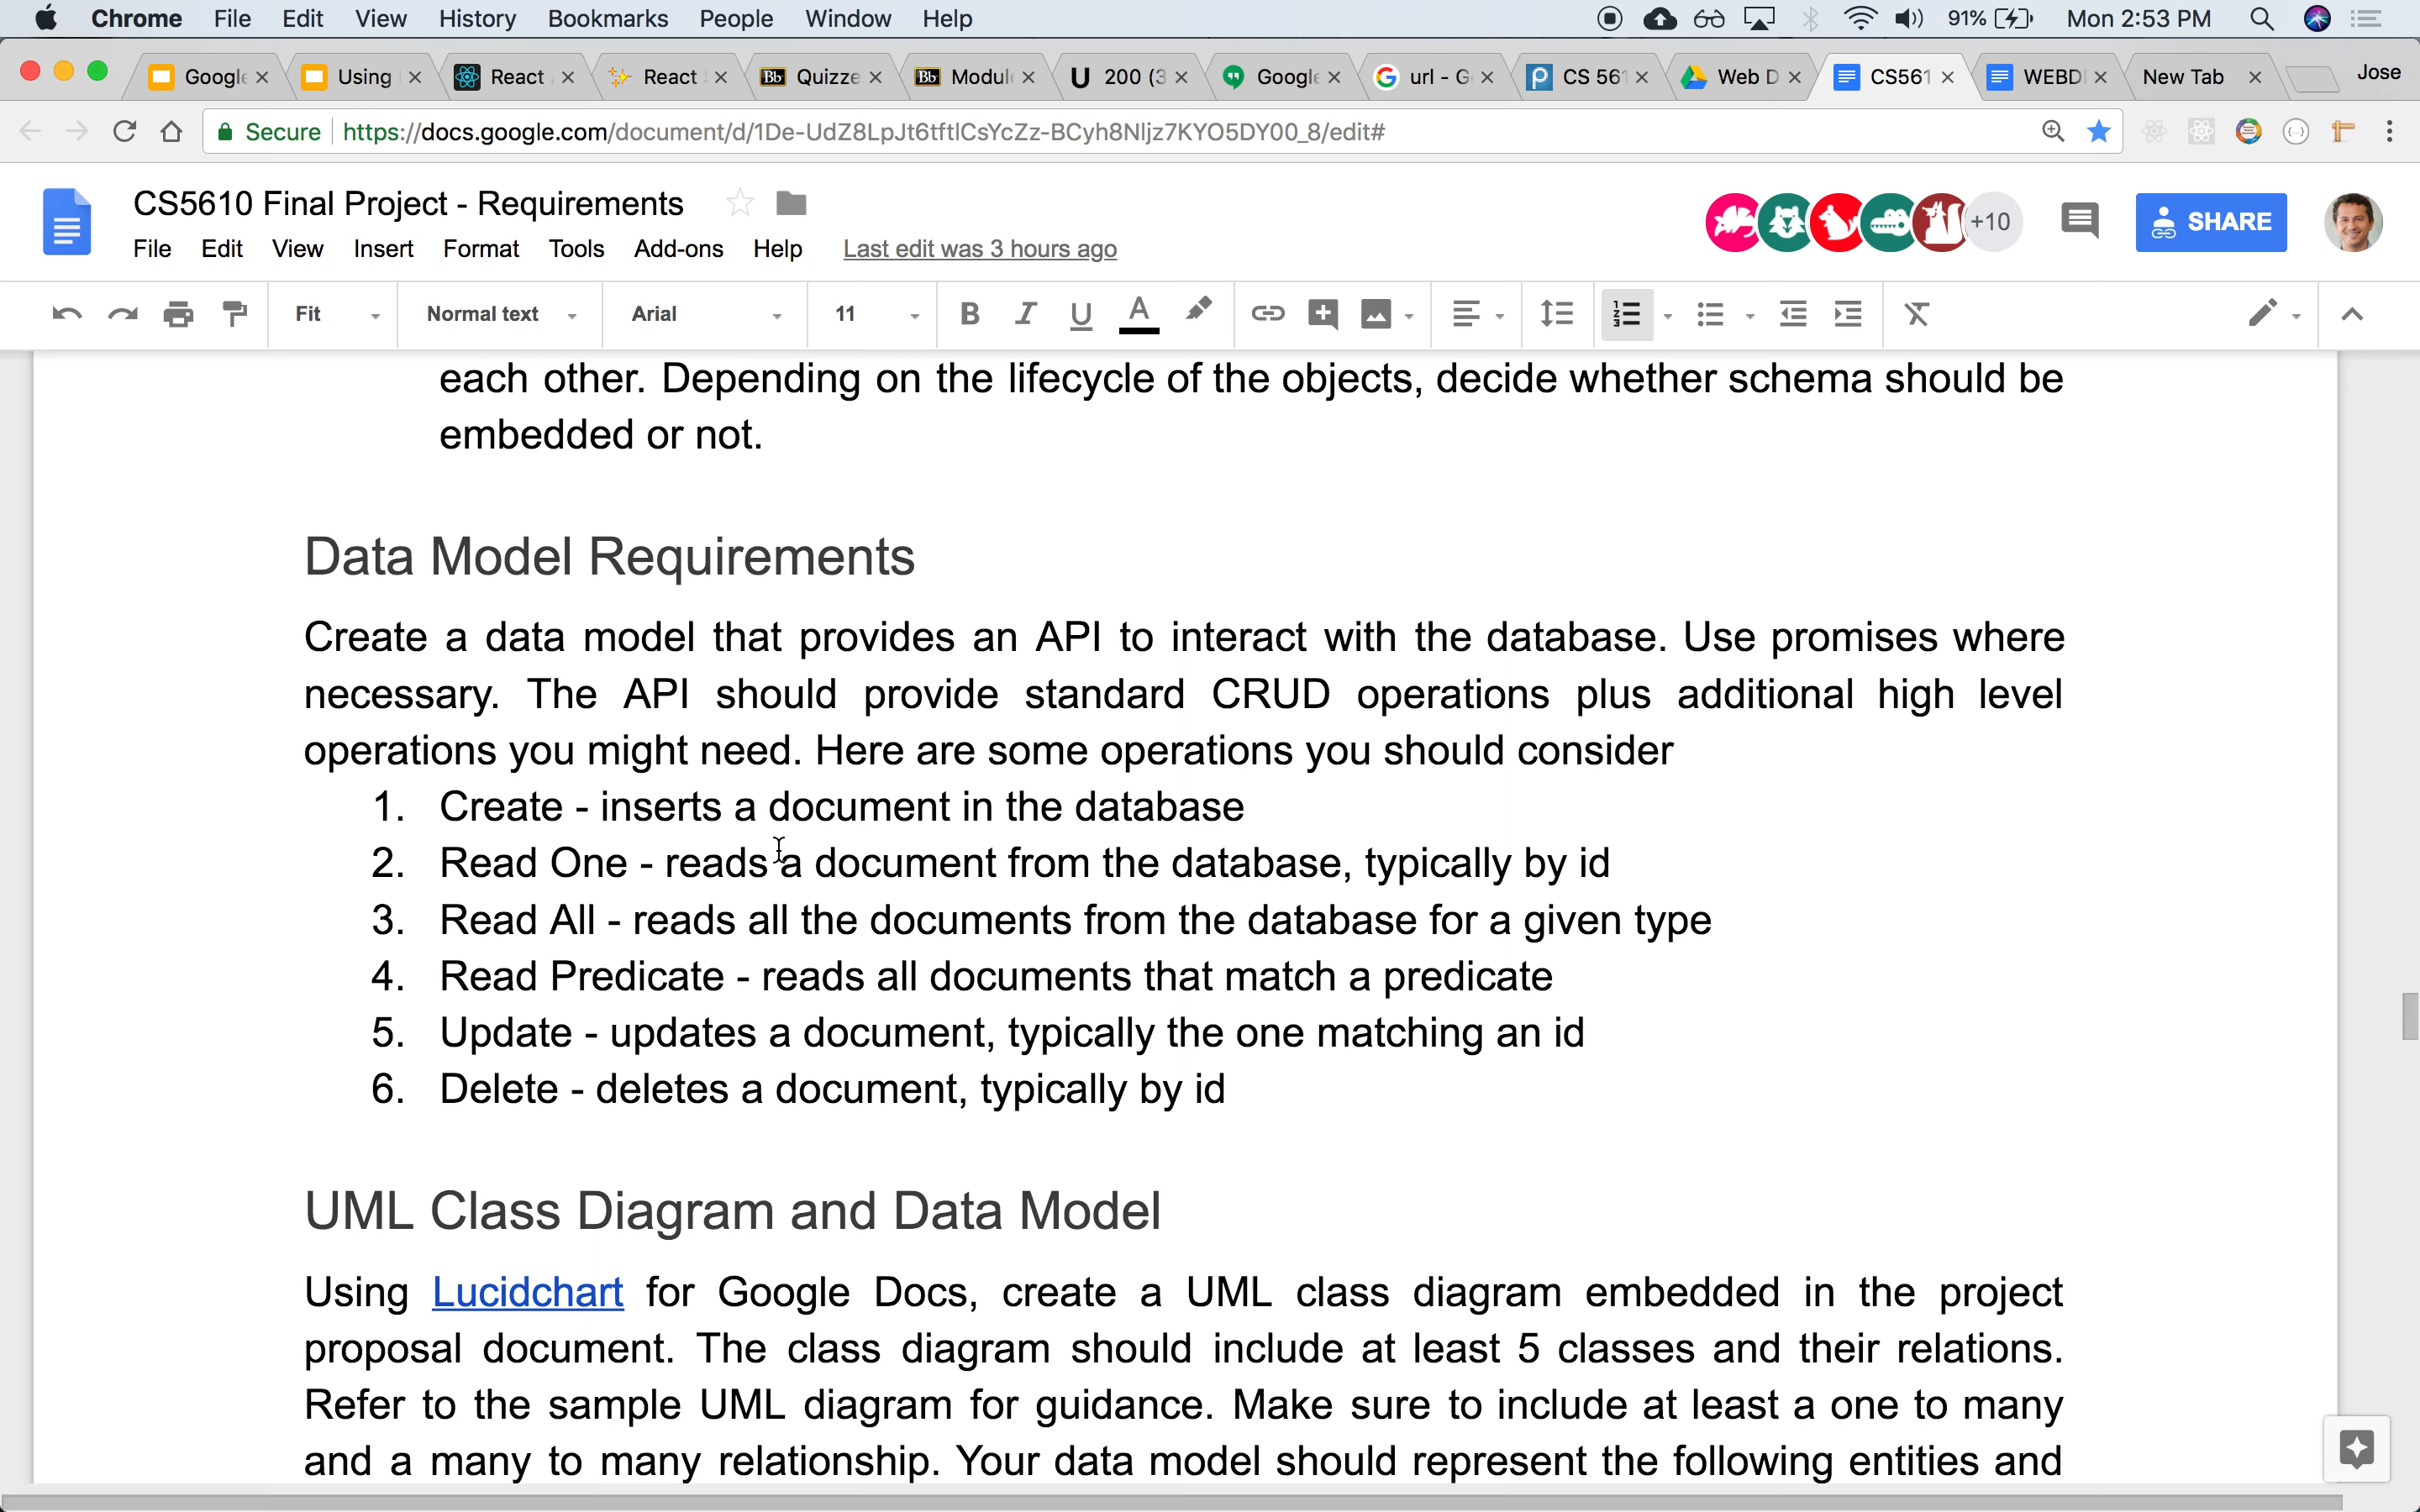 Chrome File Edit View History Bookmarks People Window Help 91% Mon 2:53 PM
Google Using React React Quizze Module 200 (3 Google url - G CS 561 Web D CS561 WEBD New Tab Jose
Secure https://docs.google.com/document/d/1De-UdZ8LpJt6tftlCsYcZz-BCyh8Nljz7KYO5DY00_8/edit#
CS5610 Final Project - Requirements
+10 SHARE
File Edit View Insert Format Tools Add-ons Help Last edit was 3 hours ago
Fit Normal text Arial 11 B I U A
each other. Depending on the lifecycle of the objects, decide whether schema should be
embedded or not.
Data Model Requirements
Create a data model that provides an API to interact with the database. Use promises where
necessary. The API should provide standard CRUD operations plus additional high level
operations you might need. Here are some operations you should consider
1. Create - inserts a document in the database
2. Read One - reads a document from the database, typically by id
3. Read All - reads all the documents from the database for a given type
4. Read Predicate - reads all documents that match a predicate
5. Update - updates a document, typically the one matching an id
6. Delete - deletes a document, typically by id
UML Class Diagram and Data Model
Using Lucidchart for Google Docs, create a UML class diagram embedded in the project
proposal document. The class diagram should include at least 5 classes and their relations.
Refer to the sample UML diagram for guidance. Make sure to include at least a one to many
and a many to many relationship. Your data model should represent the following entities and